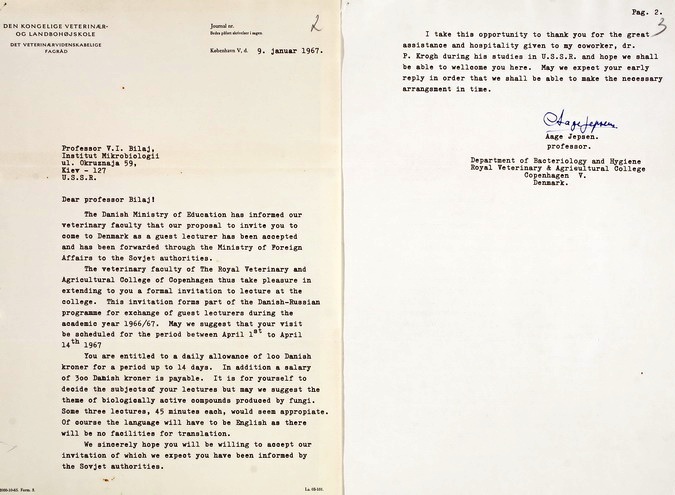 DEN KONGELIGE VETERINÆR-
OG LANDBOHØJSKOLE
DET VETERINÆRVIDENSKABELIGE
FAGRÅD
Journal nr.
Bedes påført skrivelser i sagen.
København V, d. 9. januar 1967.
2
Professor V.I. Bilaj,
Institut Mikrobiologii
ul. Okruznaja 59,
Kiev - 127
U.S.S.R.
Dear professor Bilaj!
The Danish Ministry of Education has informed our
veterinary faculty that our proposal to invite you to
come to Denmark as a guest lecturer has been accepted
and has been forwarded through the Ministry of Foreign
Affairs to the Sovjet authorities.
The veterinary faculty of The Royal Veterinary and
Agricultural College of Copenhagen thus take pleasure in
extending to you a formal invitation to lecture at the
college. This invitation forms part of the Danish-Russian
programme for exchange of guest lecturers during the
academic year 1966/67. May we suggest that your visit
be scheduled for the period between April 1st to April
14th 1967
You are entitled to a daily allowance of loo Danish
kroner for a period up to 14 days. In addition a salary
of 3oo Danish kroner is payable. It is for yourself to
decide the subjects of your lectures but may we suggest the
theme of biologically active compounds produced by fungi.
Some three lectures, 45 minutes each, would seem appropiate.
Of course the language will have to be English as there
will be no facilities for translation.
We sincerely hope you will be willing to accept our
invitation of which we expect you have been informed by
the Sovjet authorities.
Pag. 2.
3
I take this opportunity to thank you for the great
assistance and hospitality given to my coworker, dr.
P. Krogh during his studies in U.S.S.R. and hope we shall
be able to wellcome you here. May we expect your early
reply in order that we shall be able to make the necessary
arrangsment in time.
Aage Jepsen
Aage Jepsen.
professor.
Department of Bacteriology and Hygiene
Royal Veterinary & Agricultural College
Copenhagen V.
Denmark.